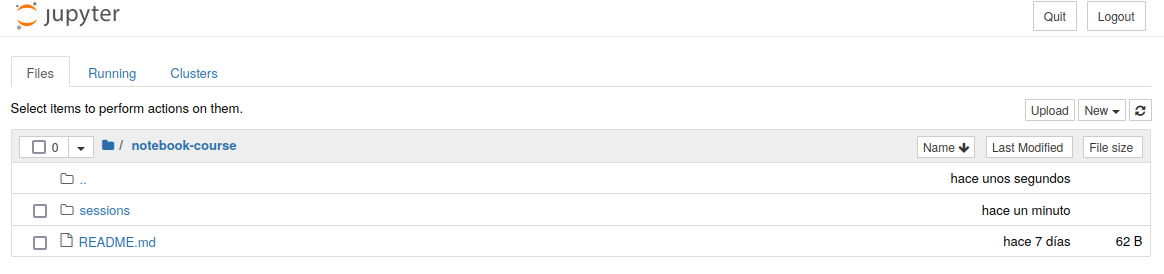 jupyter Quit Logout
Files Running Clusters
Select items to perform actions on them. Upload New
0 / notebook-course Name Last Modified File size
.. hace unos segundos
sessions hace un minuto
README.md hace 7 días 62 B